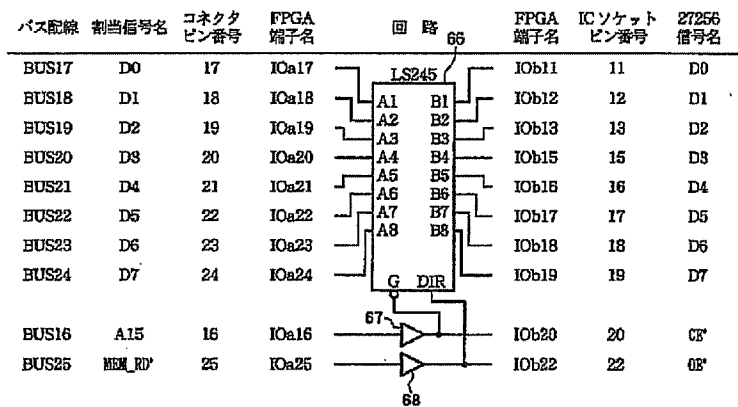 バス配線 割当信号名 コネクタピン番号 FPGA端子名 回路 FPGA端子名 ICソケットピン番号 27256信号名
66
LS245
BUS17 D0 17 IOa17 A1 B1 IOb11 11 D0
BUS18 D1 18 IOa18 A2 B2 IOb12 12 D1
BUS19 D2 19 IOa19 A3 B3 IOb13 13 D2
BUS20 D3 20 IOa20 A4 B4 IOb15 15 D3
BUS21 D4 21 IOa21 A5 B5 IOb16 16 D4
BUS22 D5 22 IOa22 A6 B6 IOb17 17 D5
BUS23 D6 23 IOa23 A7 B7 IOb18 18 D6
BUS24 D7 24 IOa24 A8 B8 IOb19 19 D7
G DIR
67
BUS16 A15 16 IOa16 IOb20 20 CE*
BUS25 MEM_RD* 25 IOa25 IOb22 22 OE*
68